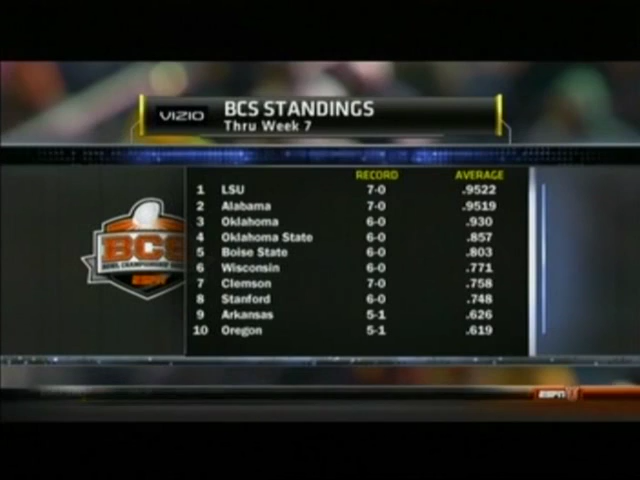 VIZIO
BCS STANDINGS
Thru Week 7
RECORD AVERAGE
1 LSU 7-0 .9522
2 Alabama 7-0 .9519
3 Oklahoma 6-0 .930
4 Oklahoma State 6-0 .857
5 Boise State 6-0 .803
6 Wisconsin 6-0 .771
7 Clemson 7-0 .758
8 Stanford 6-0 .748
9 Arkansas 5-1 .626
10 Oregon 5-1 .619
BCS
BOWL CHAMPIONSHIP
ESPN
ESPN